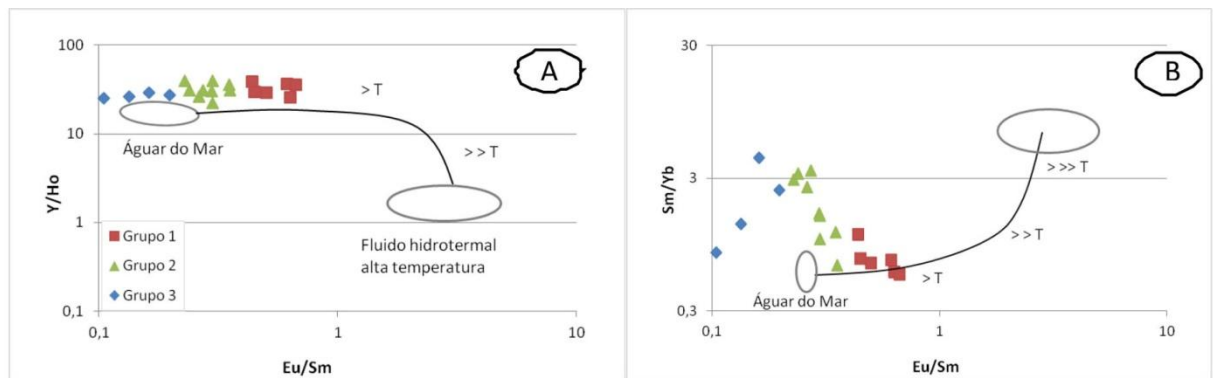 A
Y/Ho
100
10
1
0,1
0,1
1
10
Eu/Sm
> T
> > T
Águar do Mar
Fluido hidrotermal
alta temperatura
Grupo 1
Grupo 2
Grupo 3
B
Sm/Yb
30
3
0,3
0,1
1
10
Eu/Sm
> >> T
> > T
> T
Águar do Mar